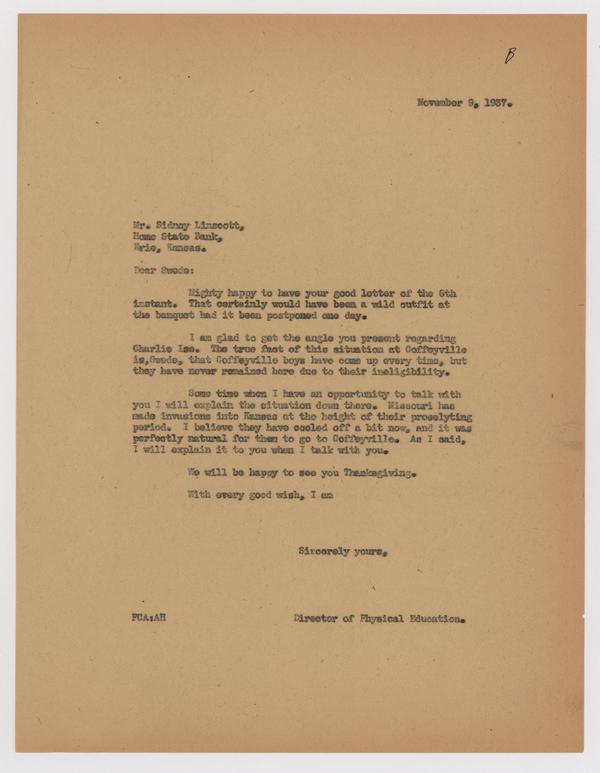 B
November 9, 1937.
Mr. Sidney Linscott,
Home State Bank,
Erie, Kansas.
Dear Swede:
Mighty happy to have your good letter of the 6th
instant. That certainly would have been a wild outfit at
the banquet had it been postponed one day.
I am glad to get the angle you present regarding
Charlie Ise. The true fact of this situation at Coffeyville
is,Swede, that Coffeyville boys have come up every time, but
they have never remained here due to their ineligibility.
Some time when I have an opportunity to talk with
you I will explain the situation down there. Missouri has
made invasions into Kansas at the height of their proselyting
period. I believe they have cooled off a bit now, and it was
perfectly natural for them to go to Coffeyville. As I said,
I will explain it to you when I talk with you.
We will be happy to see you Thanksgiving.
With every good wish, I am
Sincerely yours,
FCA:AH Director of Physical Education.